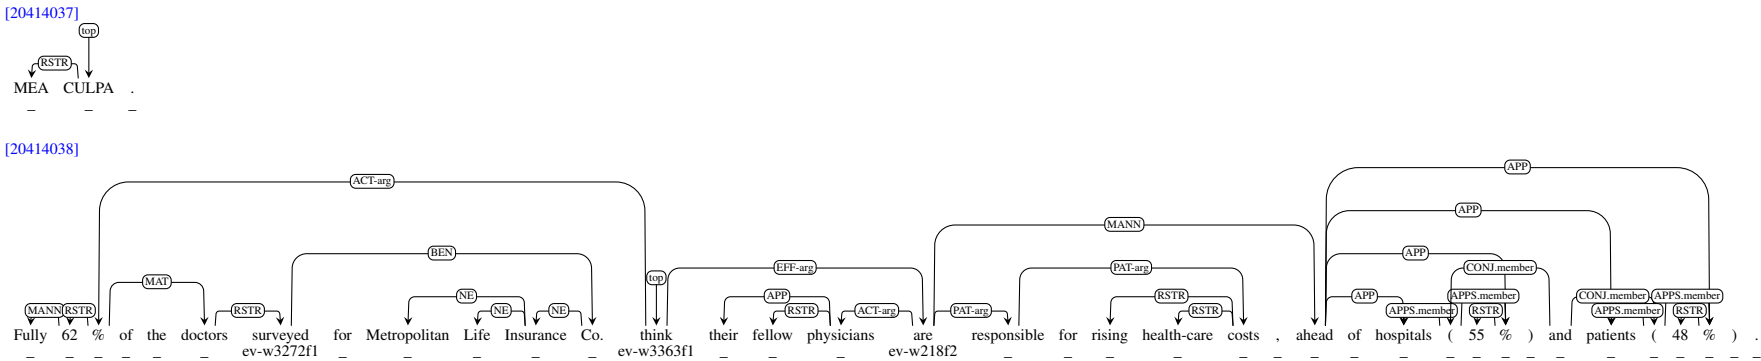 [20414037]
top
RSTR
MEA CULPA .
_ _ _
[20414038]
APP
ACT-arg
APP
MANN
BEN APP
top EFF-arg PAT-arg CONJ.member
MAT
NE APP RSTR APP APPS.member CONJ.member APPS.member
MANN RSTR RSTR NE NE RSTR ACT-arg PAT-arg RSTR APPS.member RSTR APPS.member RSTR
Fully 62 % of the doctors surveyed for Metropolitan Life Insurance Co. think their fellow physicians are responsible for rising health-care costs , ahead of hospitals ( 55 % ) and patients ( 48 % ) .
_ _ _ _ _ _ ev-w3272f1 _ _ _ _ _ ev-w3363f1 _ _ _ ev-w218f2 _ _ _ _ _ _ _ _ _ _ _ _ _ _ _ _ _ _ _ _